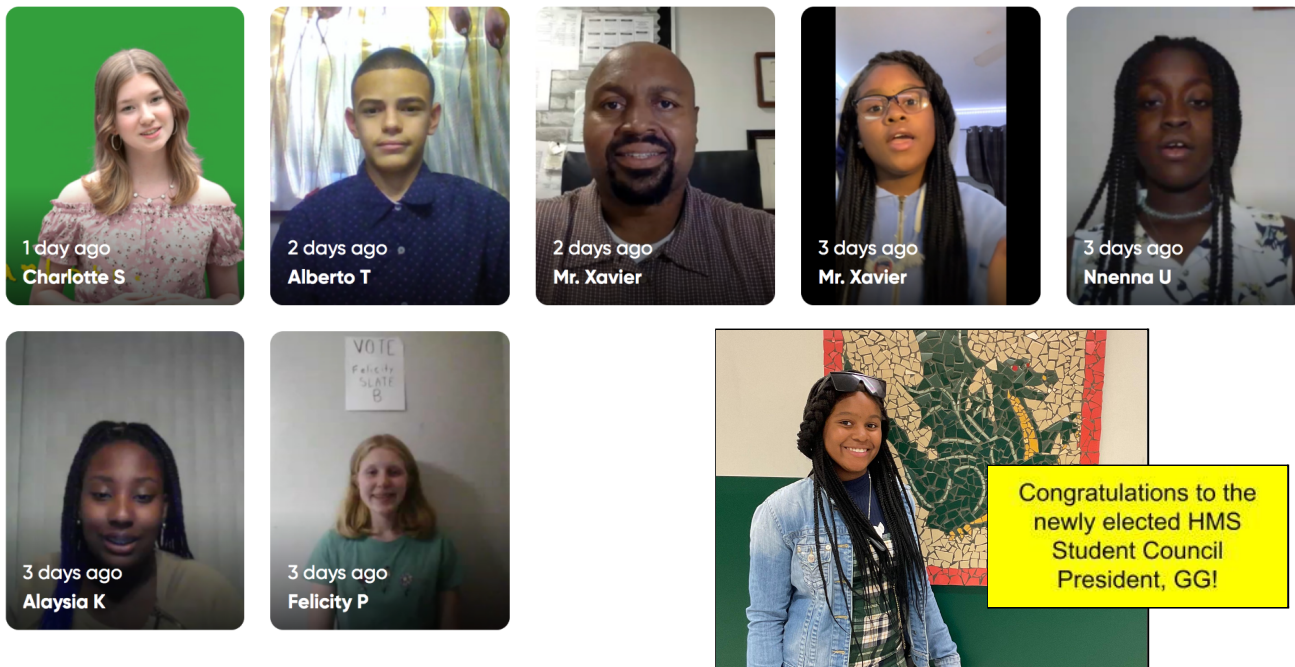 1 day ago
Charlotte S
2 days ago
Alberto T
2 days ago
Mr. Xavier
3 days ago
Mr. Xavier
3 days ago
Nnenna U
3 days ago
Alaysia K
VOTE
Felicity
SLATE
B
3 days ago
Felicity P
Congratulations to the
newly elected HMS
Student Council
President, GG!